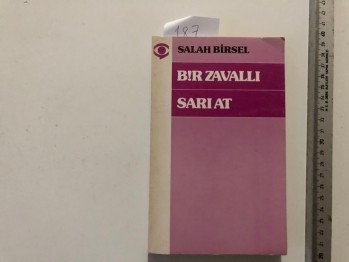 187
SALAH BİRSEL
BİR ZAVALLI
SARI AT